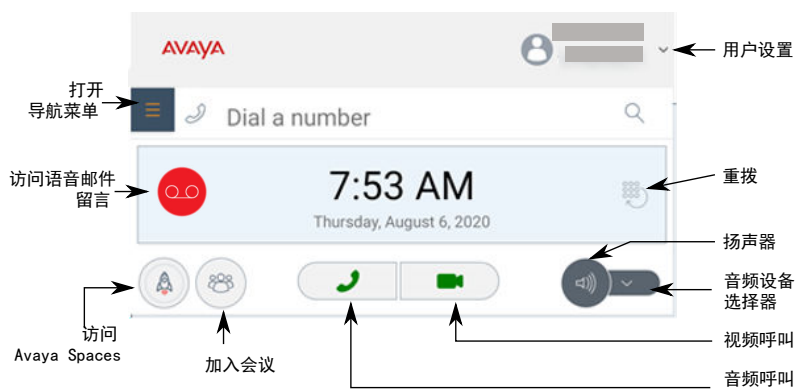 AVAYA
用户设置
打开
导航菜单
Dial a number
访问语音邮件
留言
7:53 AM
Thursday, August 6, 2020
重拨
扬声器
音频设备
选择器
访问
Avaya Spaces
加入会议
视频呼叫
音频呼叫